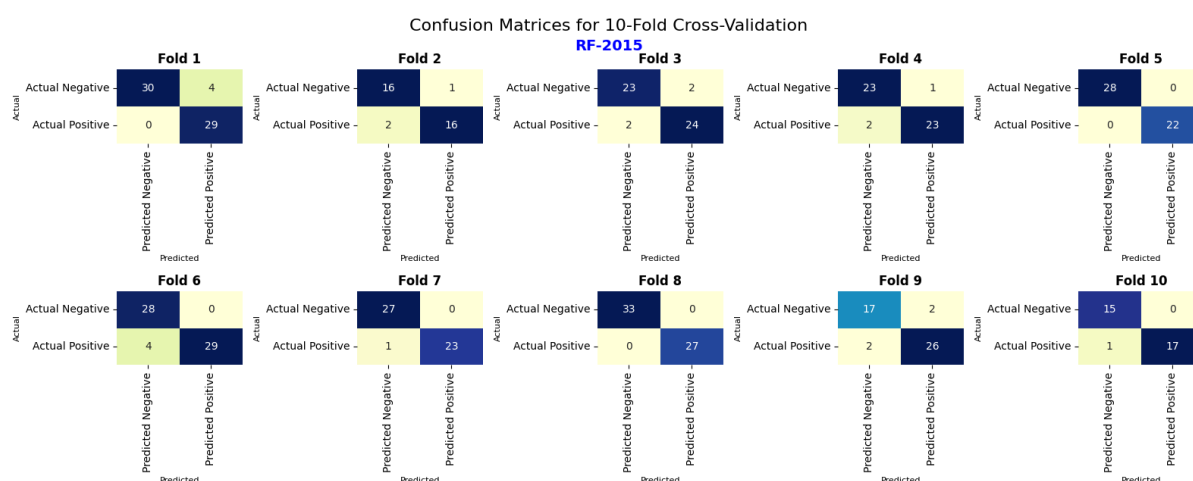 Confusion Matrices for 10-Fold Cross-Validation
RF-2015
Fold 1
Actual
Actual Negative 30 4
Actual Positive 0 29
Predicted Negative
Predicted Positive
Predicted
Fold 2
Actual
Actual Negative 16 1
Actual Positive 2 16
Predicted Negative
Predicted Positive
Predicted
Fold 3
Actual
Actual Negative 23 2
Actual Positive 2 24
Predicted Negative
Predicted Positive
Predicted
Fold 4
Actual
Actual Negative 23 1
Actual Positive 2 23
Predicted Negative
Predicted Positive
Predicted
Fold 5
Actual
Actual Negative 28 0
Actual Positive 0 22
Predicted Negative
Predicted Positive
Predicted
Fold 6
Actual
Actual Negative 28 0
Actual Positive 4 29
Predicted Negative
Predicted Positive
Predicted
Fold 7
Actual
Actual Negative 27 0
Actual Positive 1 23
Predicted Negative
Predicted Positive
Predicted
Fold 8
Actual
Actual Negative 33 0
Actual Positive 0 27
Predicted Negative
Predicted Positive
Predicted
Fold 9
Actual
Actual Negative 17 2
Actual Positive 2 26
Predicted Negative
Predicted Positive
Predicted
Fold 10
Actual
Actual Negative 15 0
Actual Positive 1 17
Predicted Negative
Predicted Positive
Predicted